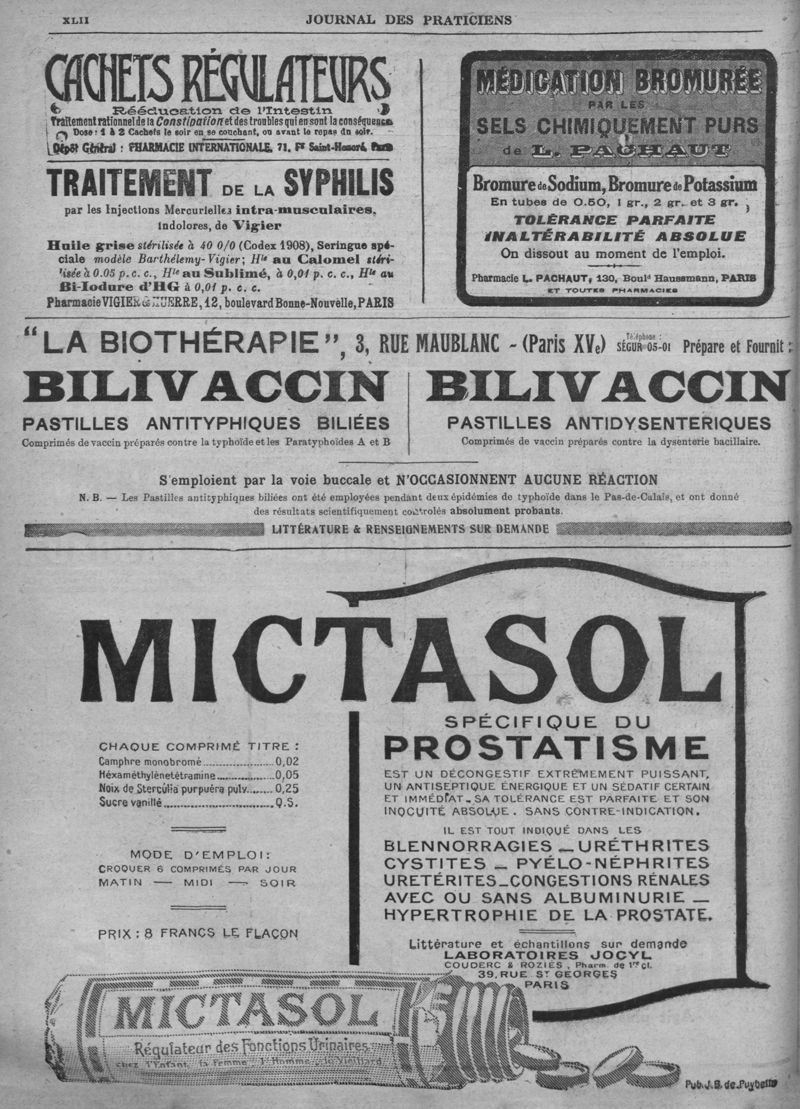 XLII
JOURNAL DES PRATICIENS
CACHETS RÉGULATEURS
Rééducation de l'Intestin
Traitement rationnel de la Constipation et des troubles qui en sont la conséquence
Dose : 1 à 2 Cachets le soir en se couchant, ou avant le repas du soir.
Dépôt Général : PHARMACIE INTERNATIONALE, 71, Fg Saint-Honoré, Paris
TRAITEMENT DE LA SYPHILIS
par les Injections Mercurielles intra-musculaires,
indolores, de Vigier
Huile grise stérilisée à 40 0/0 (Codex 1908), Seringue spé-
ciale modèle Barthélemy-Vigier; Hle au Calomel stéri-
lisée à 0.05 p. c. c., Hle au Sublimé, à 0,01 p. c. c., Hle au
Bi-Iodure d'HG à 0,01 p. c. c.
Pharmacie VIGIER & HUERRE, 12, boulevard Bonne-Nouvelle, PARIS
MÉDICATION BROMURÉE
PAR LES
SELS CHIMIQUEMENT PURS
de L. PACHAUT
Bromure de Sodium, Bromure de Potassium
En tubes de 0.50, 1 gr., 2 gr. et 3 gr.
TOLÉRANCE PARFAITE
INALTÉRABILITÉ ABSOLUE
On dissout au moment de l'emploi.
Pharmacie L. PACHAUT, 130, Boulд Haussmann, PARIS
ET TOUTES PHARMACIES
"LA BIOTHÉRAPIE", 3, RUE MAUBLANC - (Paris XVe) Téléphone : SÉGUR 05-01 Prépare et Fournit :
BILIVACCIN
PASTILLES ANTITYPHIQUES BILIÉES
Comprimés de vaccin préparés contre la typhoïde et les Paratyphoïdes A et B
BILIVACCIN
PASTILLES ANTIDYSENTERIQUES
Comprimés de vaccin préparés contre la dysenterie bacillaire.
S'emploient par la voie buccale et N'OCCASIONNENT AUCUNE RÉACTION
N. B. — Les Pastilles antityphiques biliées ont été employées pendant deux épidémies de typhoïde dans le Pas-de-Calais, et ont donné
des résultats scientifiquement contrôlés absolument probants.
LITTÉRATURE & RENSEIGNEMENTS SUR DEMANDE
MICTASOL
CHAQUE COMPRIMÉ TITRE :
Camphre monobromé ........ 0,02
Héxaméthylènetétramine ........ 0,05
Noix de Sterculia purpuéra pulv. ........ 0,25
Sucre vanillé ........ Q.S.
MODE D'EMPLOI:
CROQUER 6 COMPRIMÉS PAR JOUR
MATIN — MIDI — SOIR
PRIX : 8 FRANCS LE FLACON
SPÉCIFIQUE DU
PROSTATISME
EST UN DÉCONGESTIF EXTRÊMEMENT PUISSANT,
UN ANTISEPTIQUE ÉNERGIQUE ET UN SÉDATIF CERTAIN
ET IMMÉDIAT_ SA TOLÉRANCE EST PARFAITE ET SON
INOCUITÉ ABSOLUE. SANS CONTRE-INDICATION.
IL EST TOUT INDIQUÉ DANS LES
BLENNORRAGIES _ URÉTHRITES
CYSTITES _ PYÉLO-NÉPHRITES
URETÉRITES_CONGESTIONS RÉNALES
AVEC OU SANS ALBUMINURIE _
HYPERTROPHIE DE LA PROSTATE.
Littérature et échantillons sur demande
LABORATOIRES JOCYL
COUDERC & ROZIES, Pharm. de 1re cl.
39, RUE ST GEORGES
PARIS
MICTASOL
Régulateur des Fonctions Urinaires
chez l'Enfant, la Femme, l'Homme, le Vieillard
Pub. J. B. de Puybelle